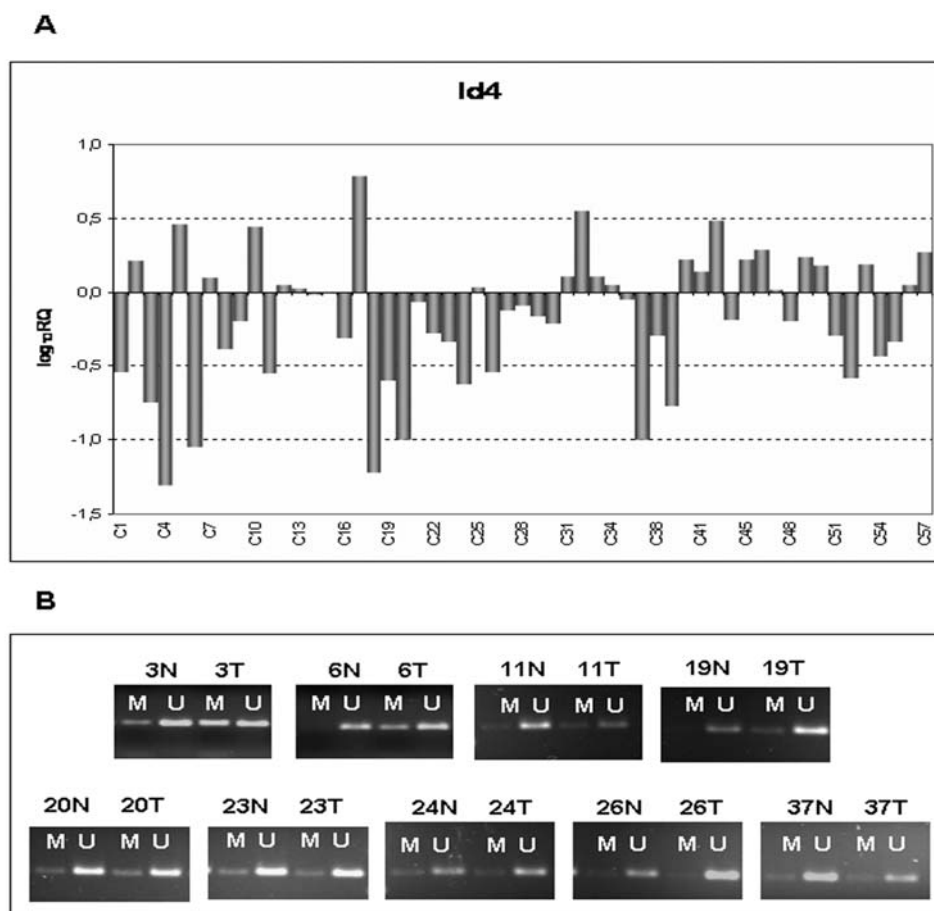 A
Id4
1,0
0,5
0,0
-0,5
-1,0
-1,5
log₁₀RQ
C1 C4 C7 C10 C13 C16 C19 C22 C25 C28 C31 C34 C38 C41 C45 C48 C51 C54 C57
B
3N 3T 6N 6T 11N 11T 19N 19T
M U M U M U M U M U M U M U M U
20N 20T 23N 23T 24N 24T 26N 26T 37N 37T
M U M U M U M U M U M U M U M U M U M U